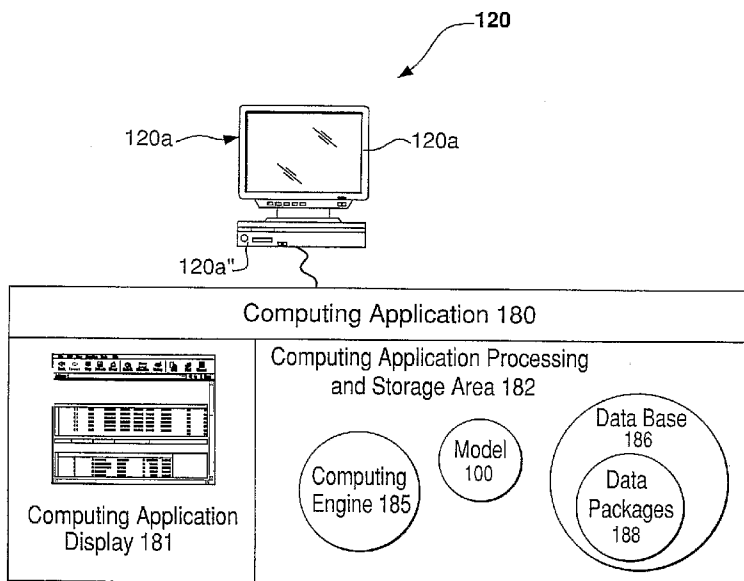 120
120a
120a
120a"
Computing Application 180
Computing Application Processing
and Storage Area 182
Computing Application
Display 181
Computing
Engine 185
Model
100
Data Base
186
Data
Packages
188